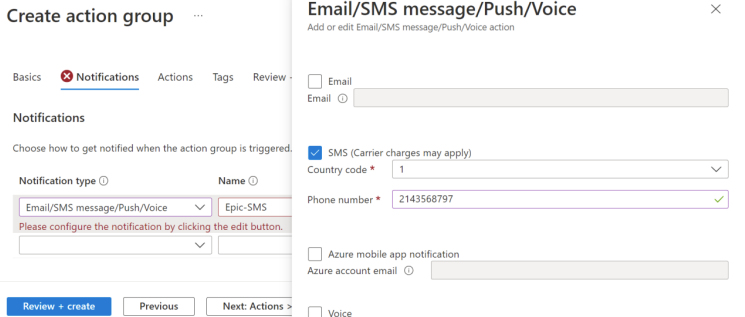 Create action group ...
Basics
Notifications
Actions
Tags
Review
Notifications
Choose how to get notified when the action group is triggered.
Notification type
Name
Email/SMS message/Push/Voice
Epic-SMS
Please configure the notification by clicking the edit button.
Review + create
Previous
Next: Actions >
Email/SMS message/Push/Voice
Add or edit Email/SMS message/Push/Voice action
Email
Email
SMS (Carrier charges may apply)
Country code *
1
Phone number *
2143568797
Azure mobile app notification
Azure account email
Voice